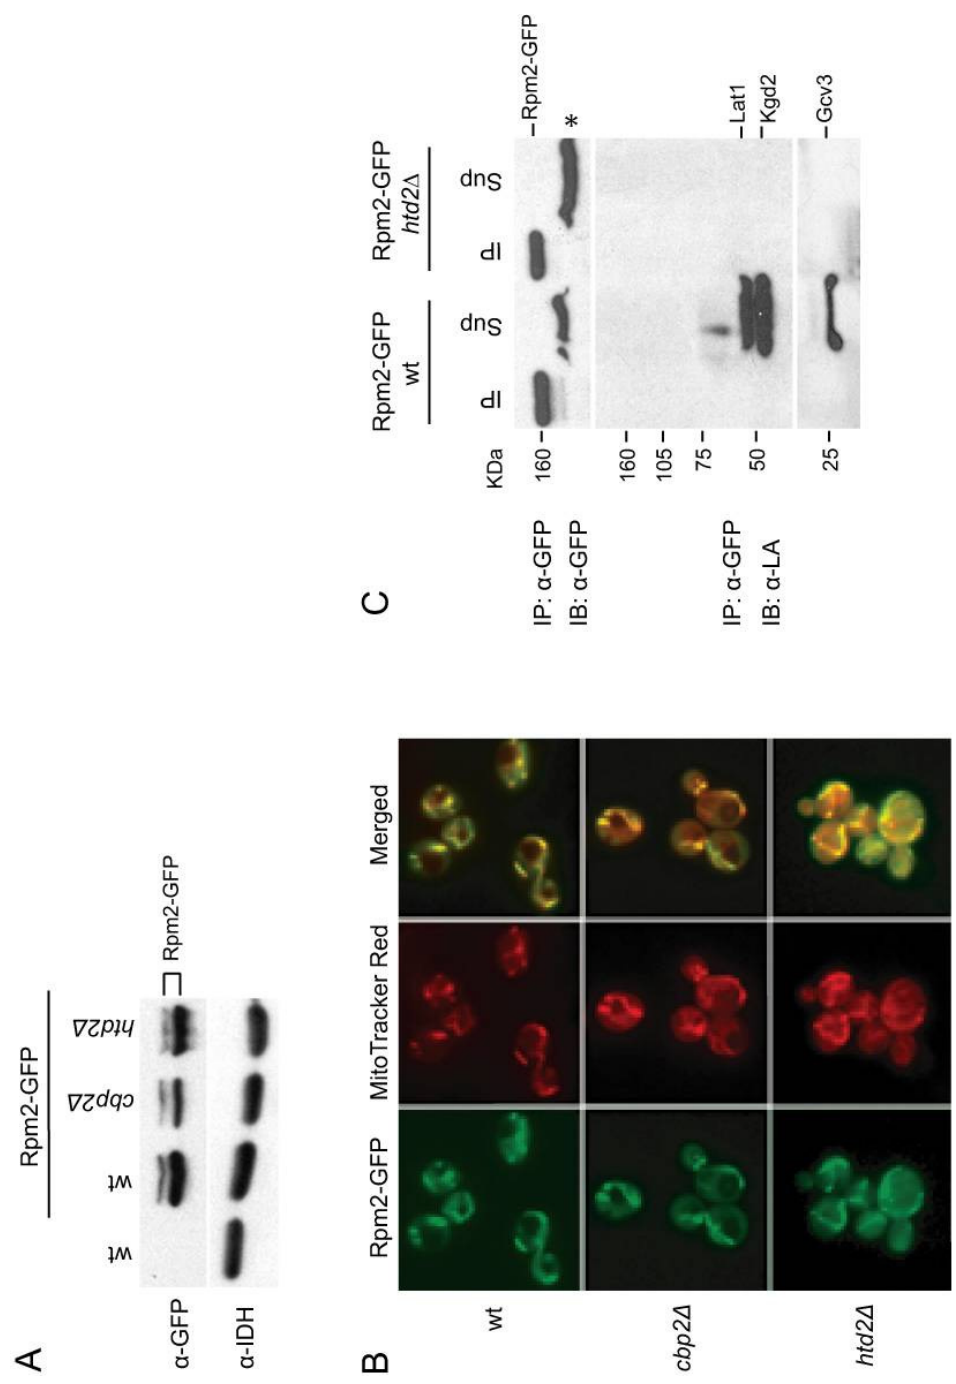 A
Rpm2-GFP
wt
wt
cbp2Δ
htd2Δ
α-GFP
Rpm2-GFP
α-IDH
B
Rpm2-GFP
MitoTracker Red
Merged
wt
cbp2Δ
htd2Δ
C
Rpm2-GFP
wt
Rpm2-GFP
htd2Δ
KDa
IP
Sup
IP
Sup
IP: α-GFP
IB: α-GFP
160
Rpm2-GFP
*
160
105
75
IP: α-GFP
IB: α-LA
50
Lat1
Kgd2
25
Gcv3